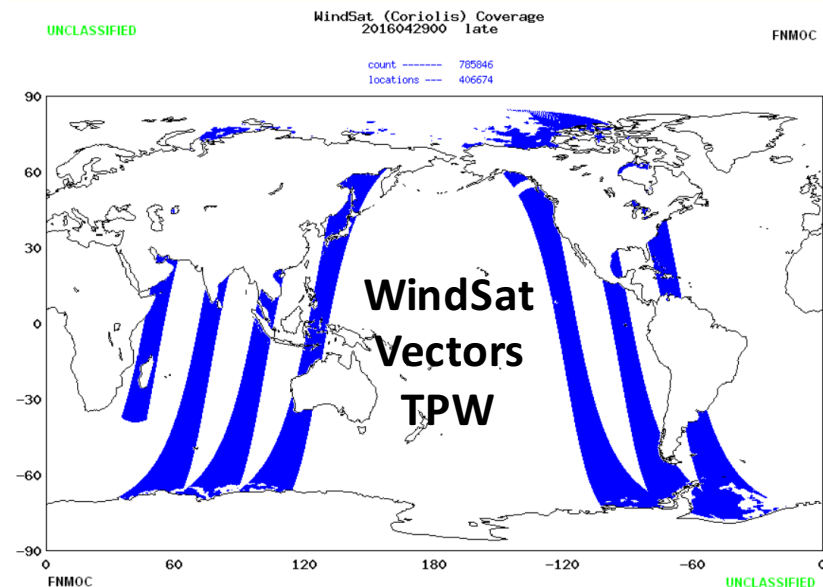 WindSat (Coriolis) Coverage
UNCLASSIFIED
2016042900 late
FNMOC
count ------- 785846
locations --- 406674
90
60
30
0
-30
-60
-90
WindSat
Vectors
TPW
0 60 120 180 -120 -60 0
FNMOC
UNCLASSIFIED